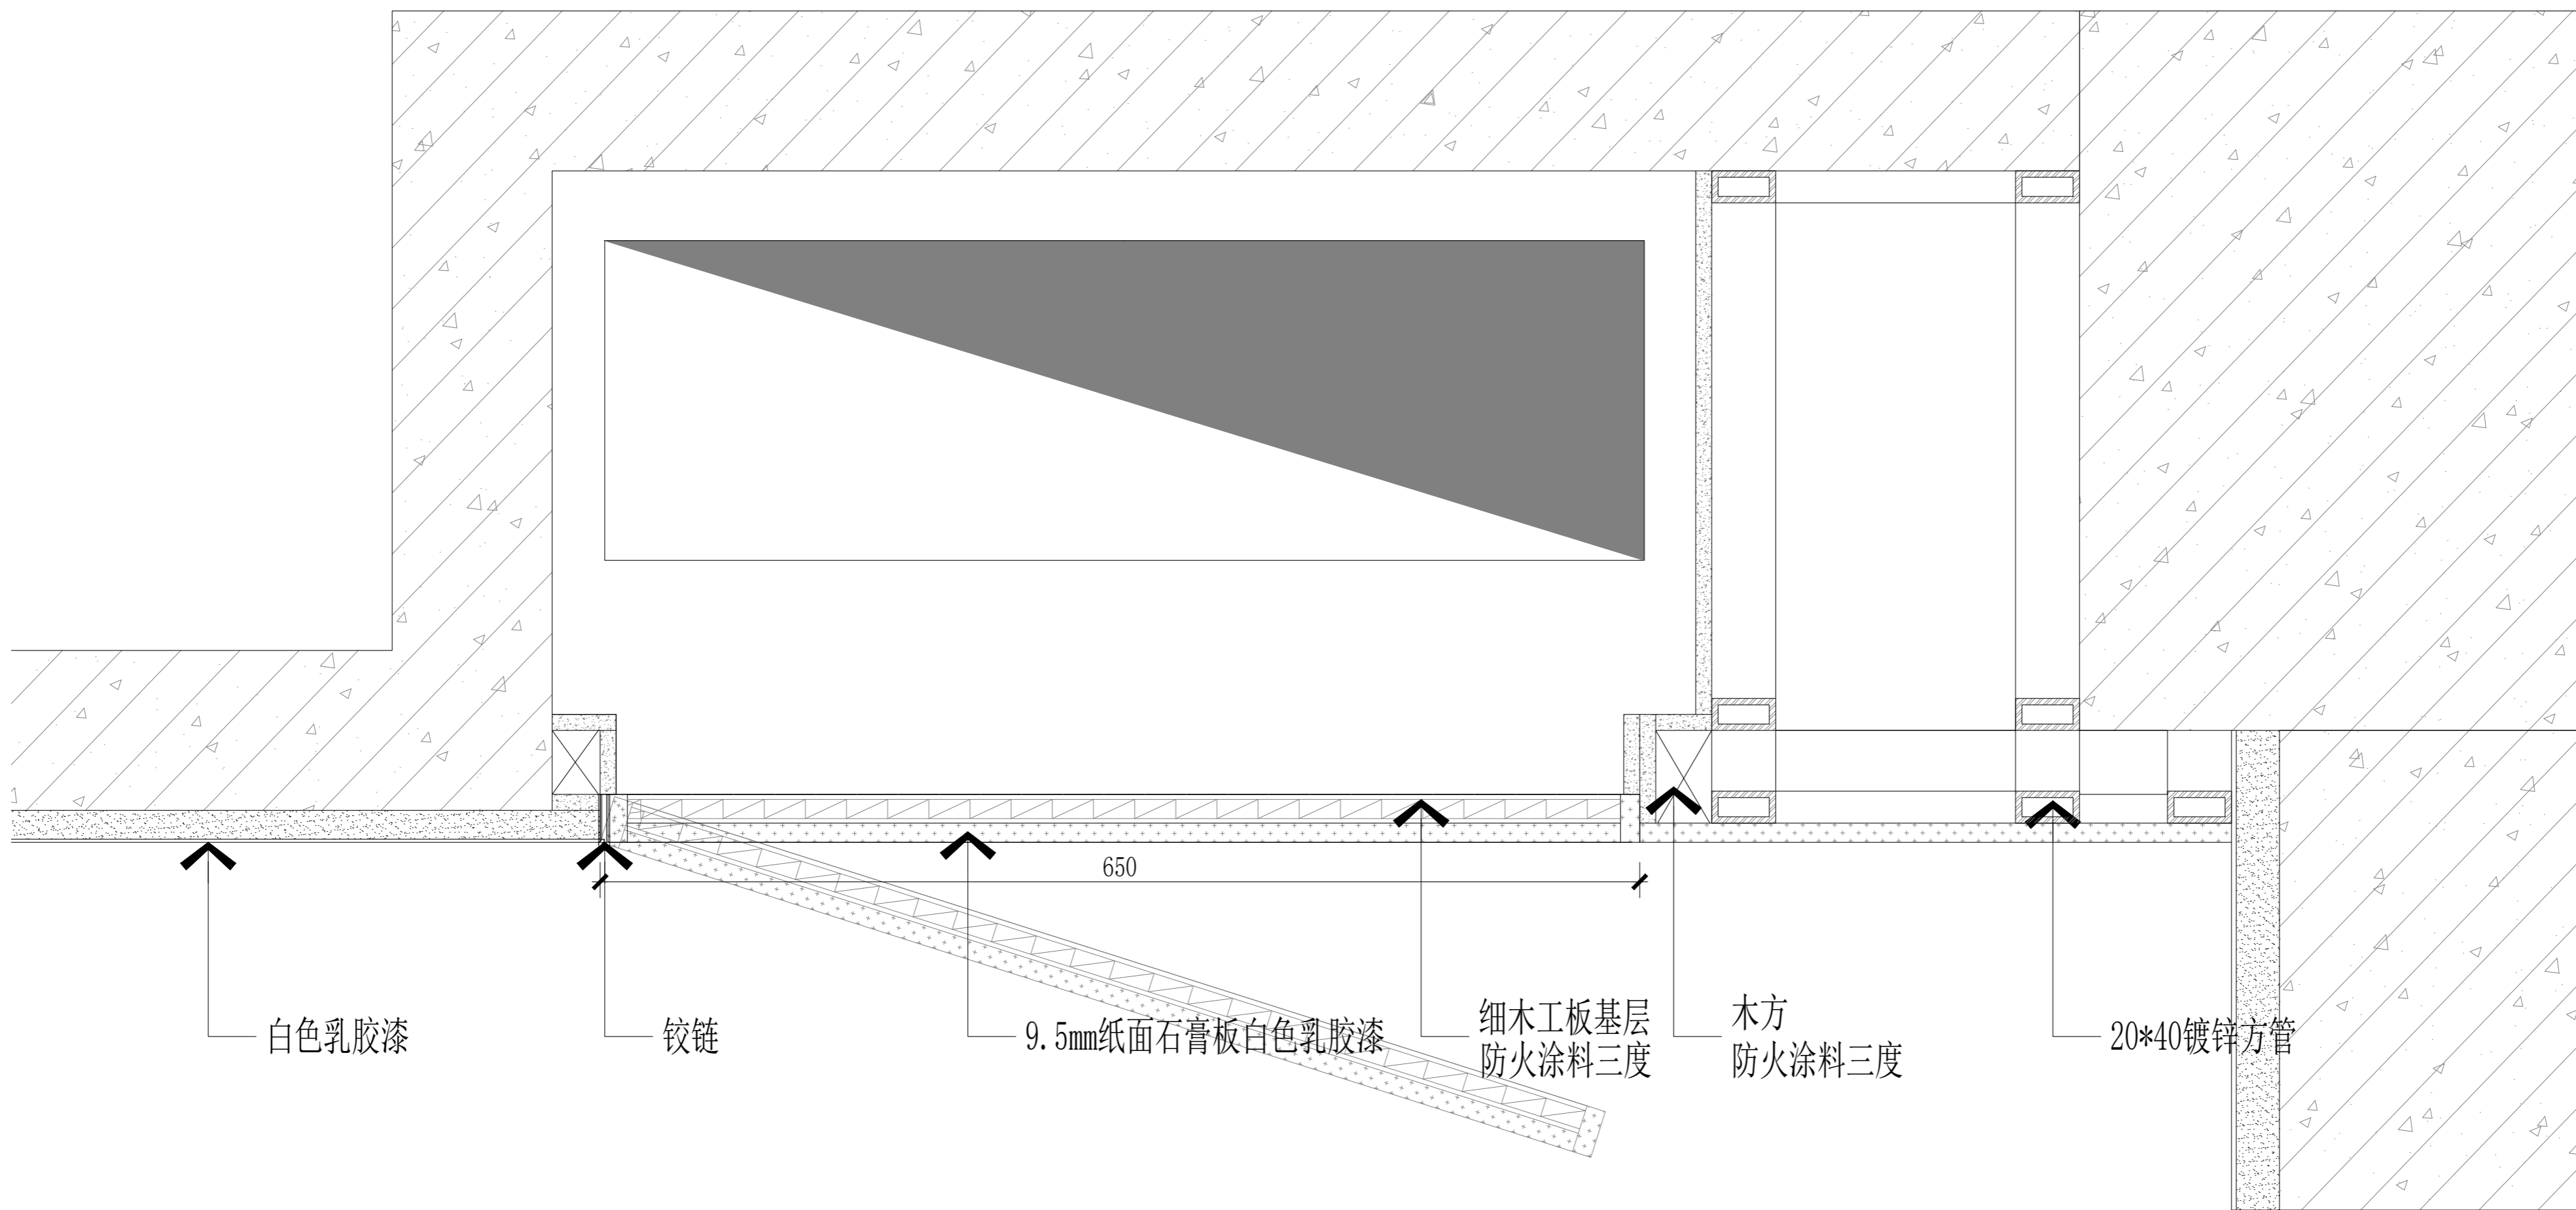 650
白色乳胶漆
铰链
9.5mm纸面石膏板白色乳胶漆
细木工板基层
防火涂料三度
木方
防火涂料三度
20*40镀锌方管